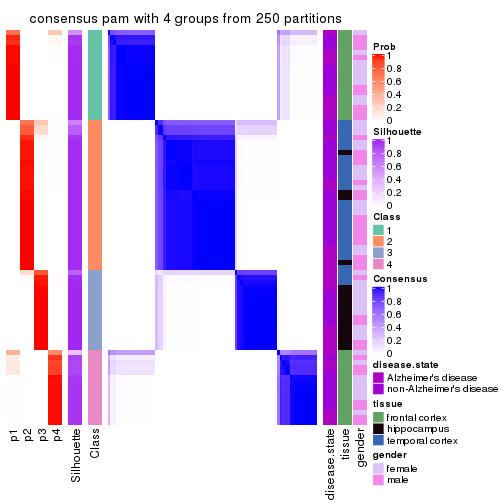 consensus pam with 4 groups from 250 partitions
Prob
1
0.8
0.6
0.4
0.2
0
Silhouette
1
0.8
0.6
0.4
0.2
0
Class
1
2
3
4
Consensus
1
0.8
0.6
0.4
0.2
0
disease.state
Alzheimer's disease
non-Alzheimer's disease
tissue
frontal cortex
hippocampus
temporal cortex
gender
female
male
p1
p2
p3
p4
Silhouette
Class
disease.state
tissue
gender